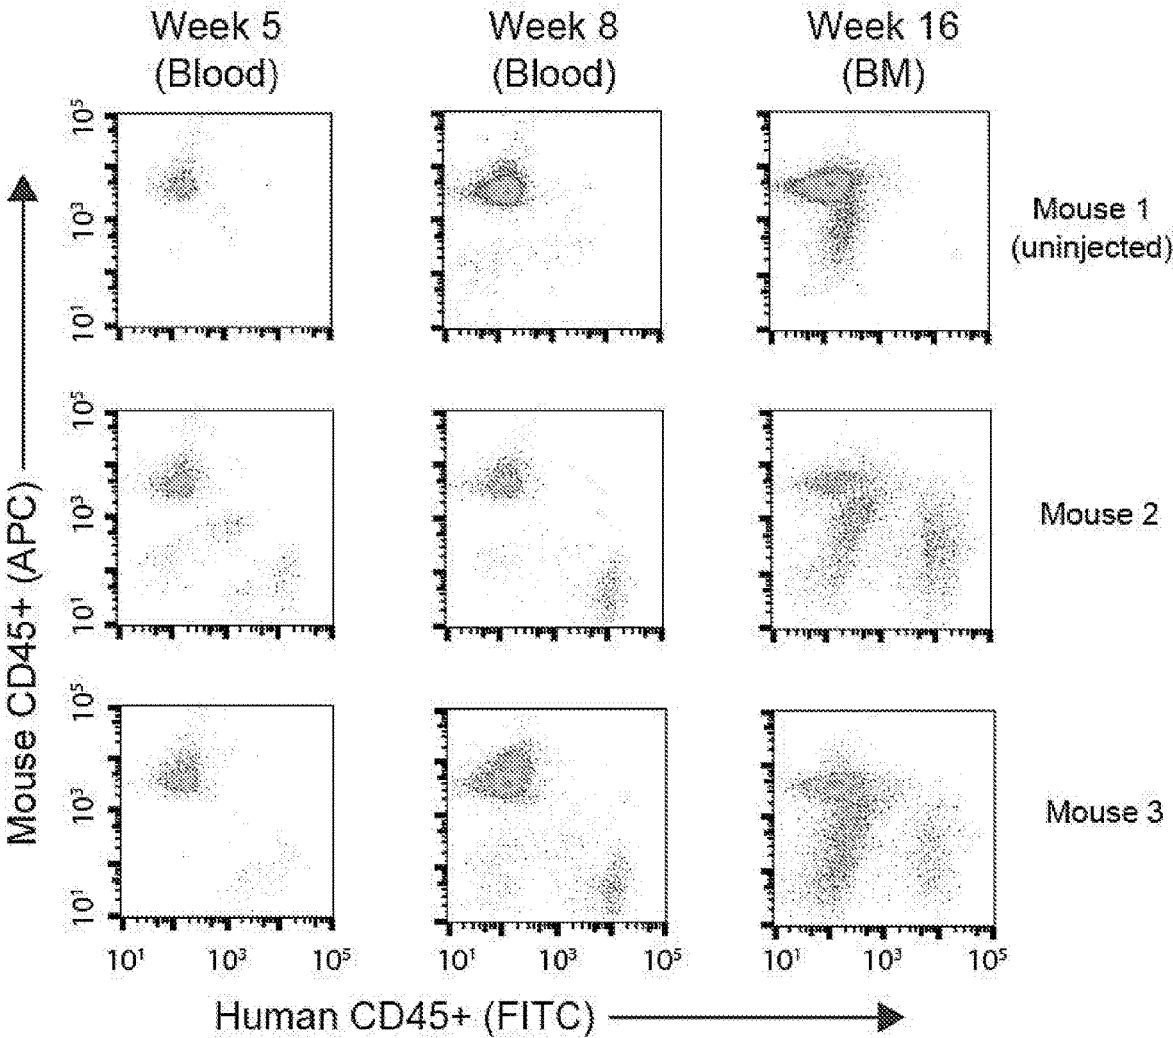 Week 5
(Blood)
Week 8
(Blood)
Week 16
(BM)
10⁵
10³
10¹
Mouse 1
(uninjected)
10⁵
10³
10¹
Mouse 2
10⁵
10³
10¹
Mouse 3
10¹ 10³ 10⁵
10¹ 10³ 10⁵
10¹ 10³ 10⁵
Mouse CD45+ (APC)
Human CD45+ (FITC)